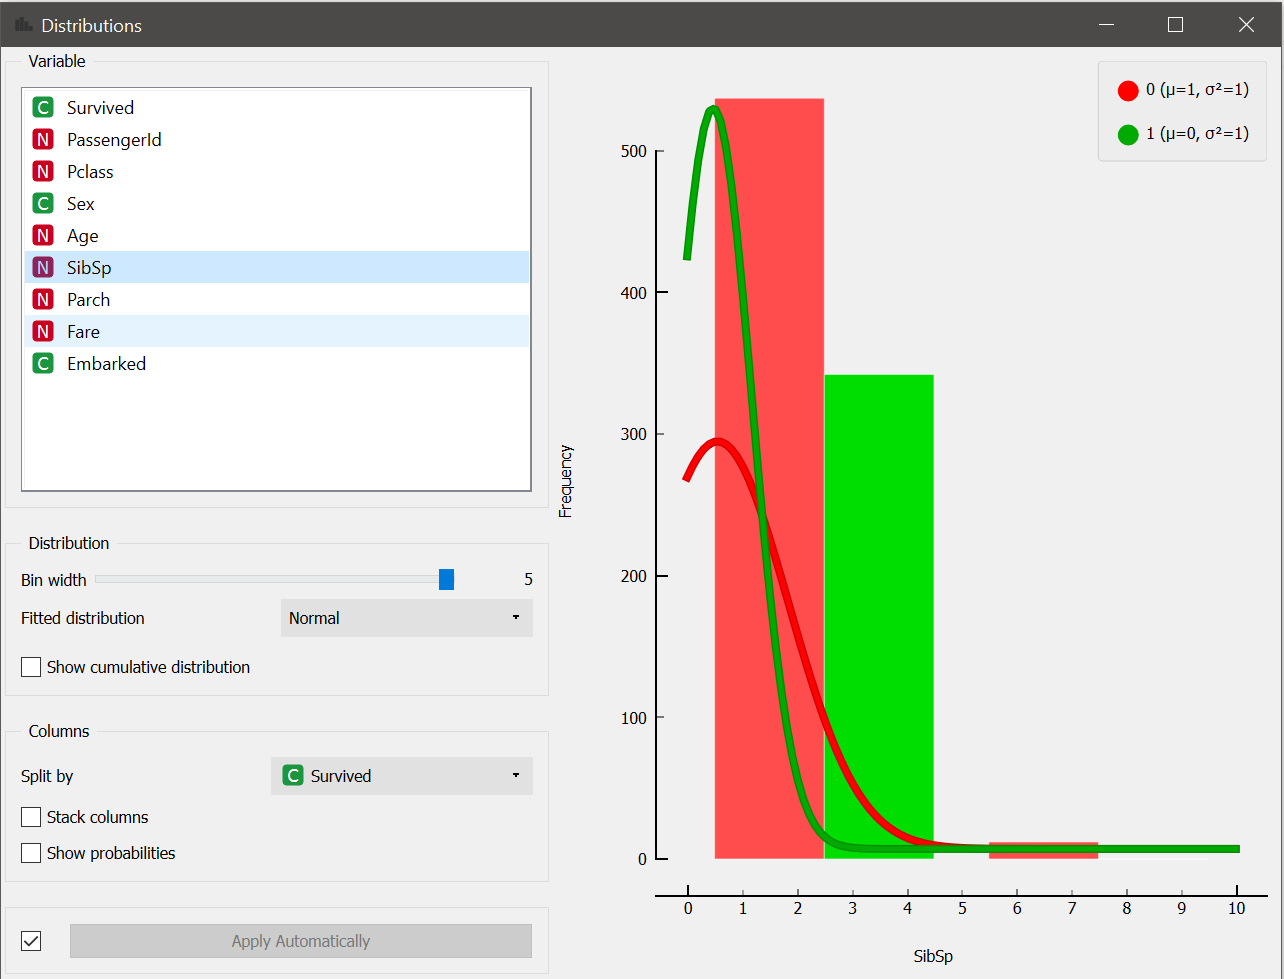 Distributions
Variable
C Survived
N PassengerId
N Pclass
C Sex
N Age
N SibSp
N Parch
N Fare
C Embarked
Distribution
Bin width 5
Fitted distribution Normal
Show cumulative distribution
Columns
Split by C Survived
Stack columns
Show probabilities
Apply Automatically
0 (μ=1, σ²=1)
1 (μ=0, σ²=1)
Frequency
500
400
300
200
100
0
0 1 2 3 4 5 6 7 8 9 10
SibSp